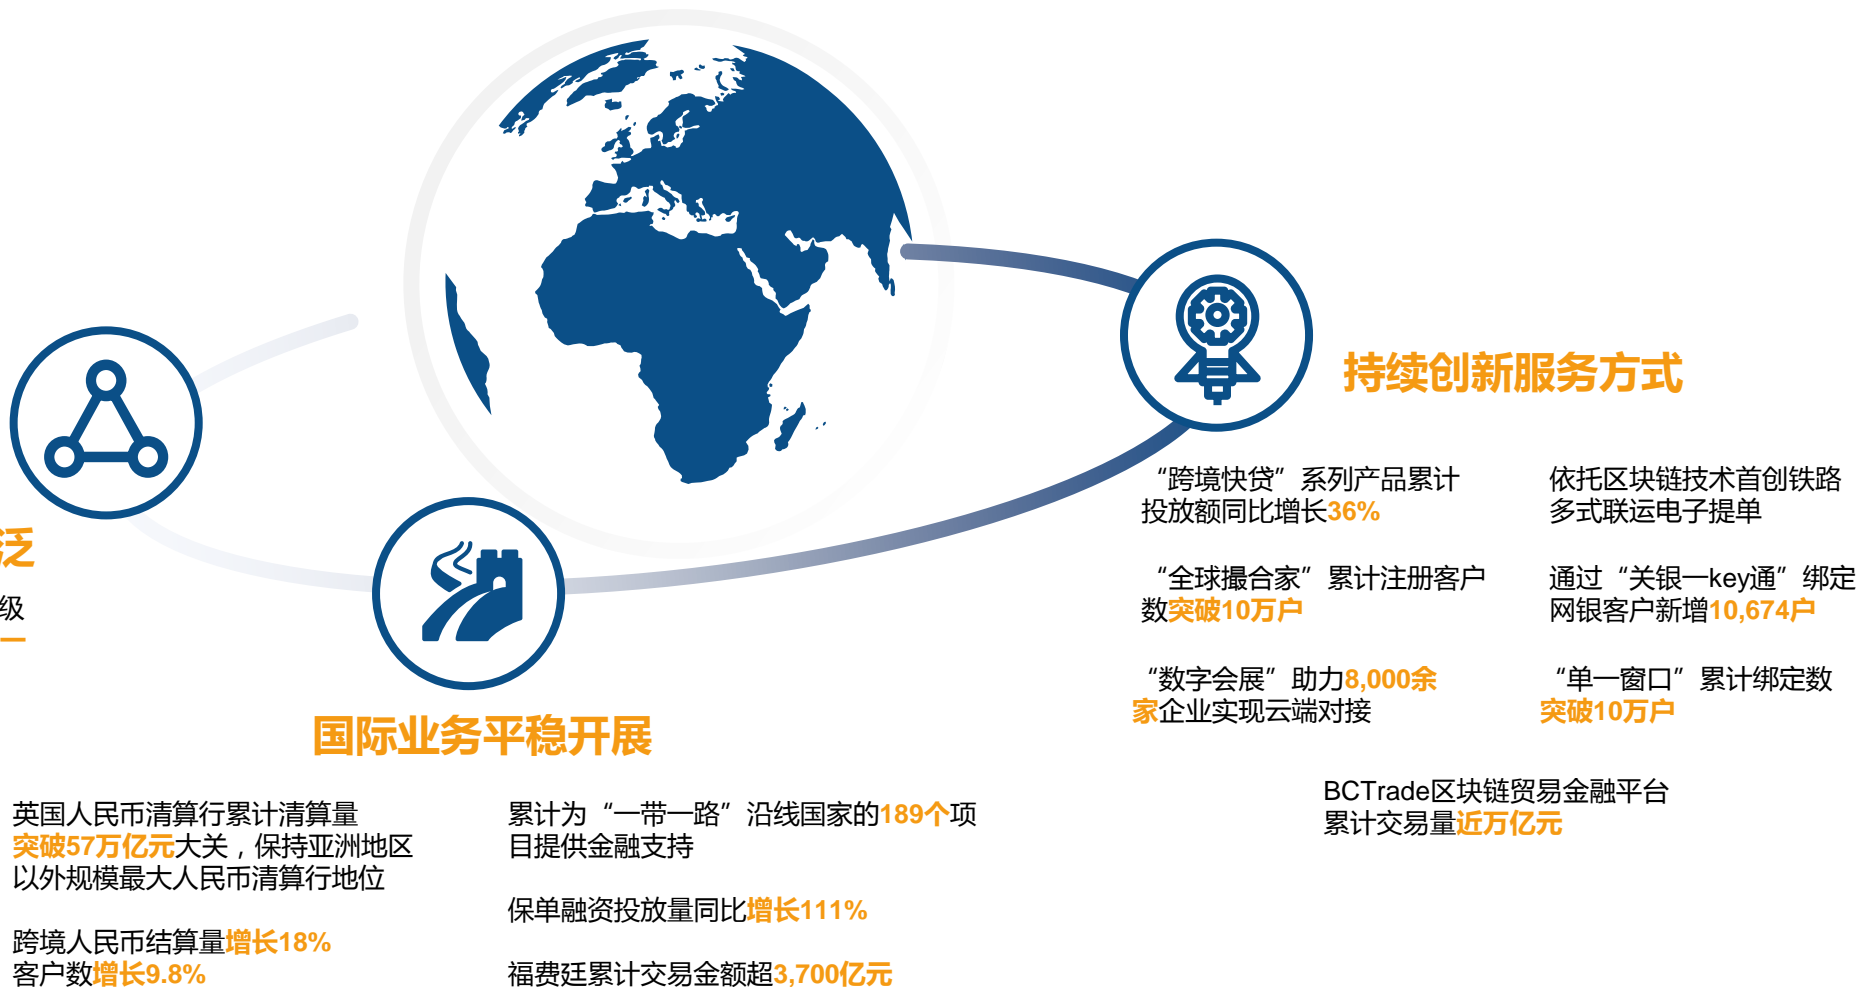 泛
级
一
国际业务平稳开展
英国人民币清算行累计清算量
突破57万亿元大关，保持亚洲地区
以外规模最大人民币清算行地位
跨境人民币结算量增长18%
客户数增长9.8%
累计为“一带一路”沿线国家的189个项
目提供金融支持
保单融资投放量同比增长111%
福费廷累计交易金额超3,700亿元
持续创新服务方式
“跨境快贷”系列产品累计
投放额同比增长36%
“全球撮合家”累计注册客户
数突破10万户
“数字会展”助力8,000余
家企业实现云端对接
依托区块链技术首创铁路
多式联运电子提单
通过“关银一key通”绑定
网银客户新增10,674户
“单一窗口”累计绑定数
突破10万户
BCTrade区块链贸易金融平台
累计交易量近万亿元